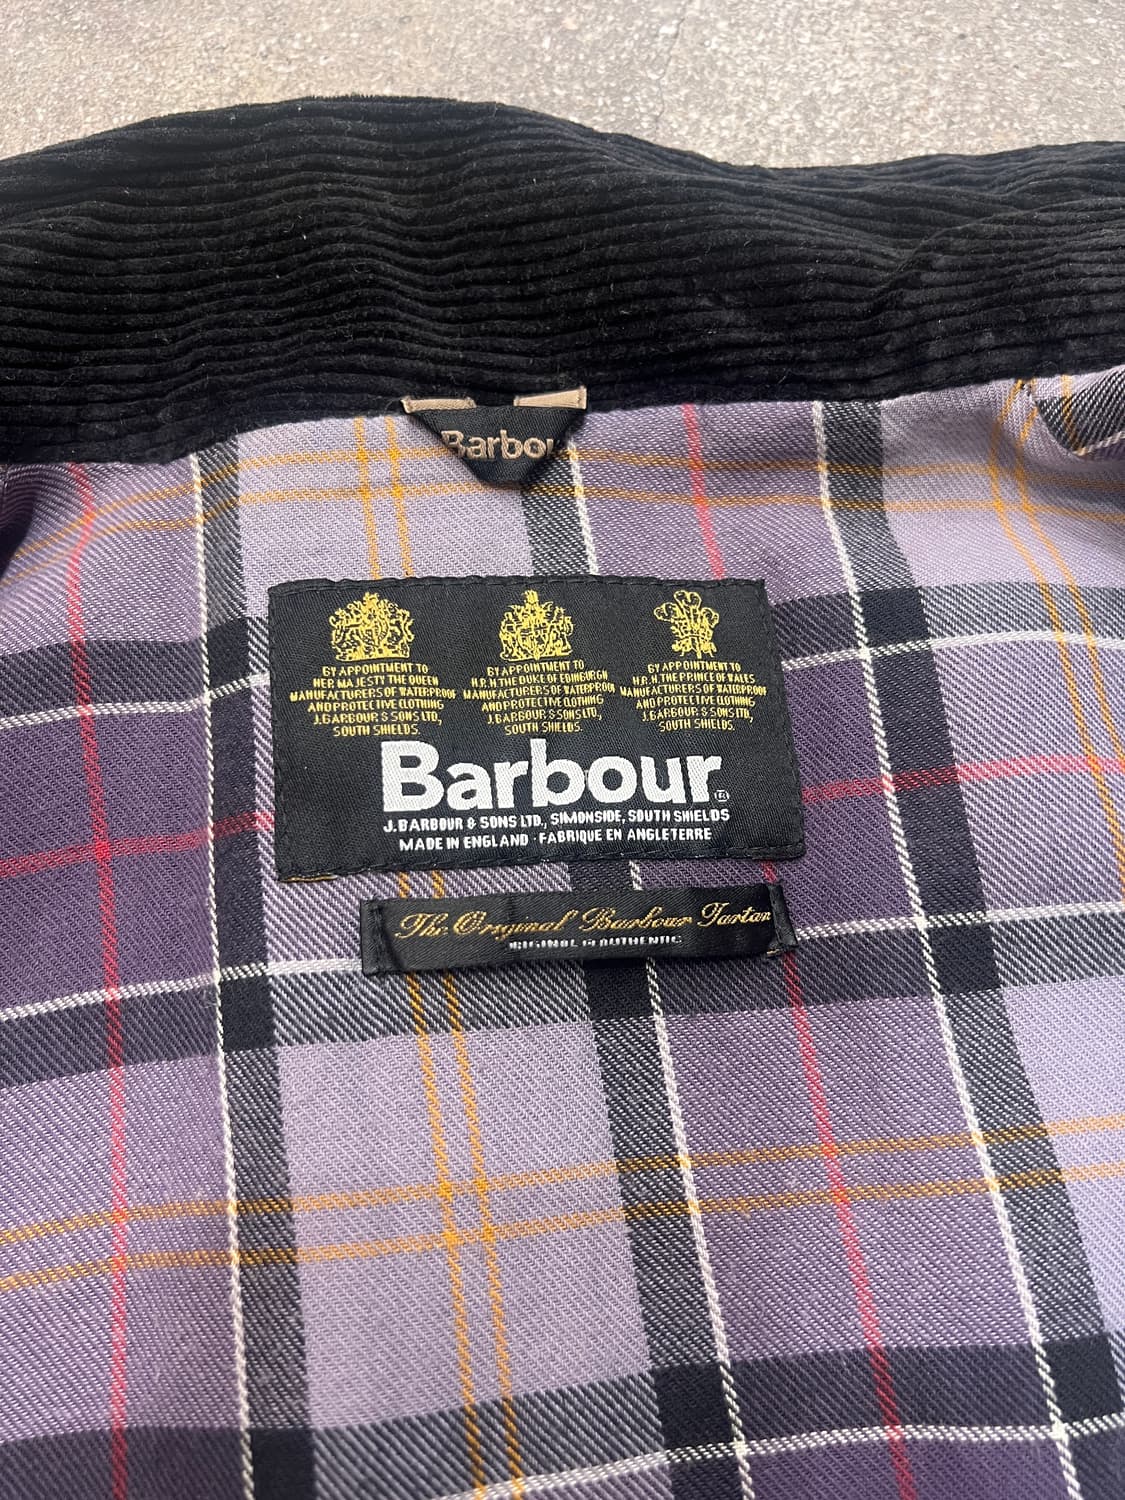 Barbou
BY APPOINTMENT TO
HER MAJESTY THE QUEEN
MANUFACTURERS OF WATERPROOF
AND PROTECTIVE CLOTHING
J. BARBOUR & SONS LTD,
SOUTH SHIELDS.
BY APPOINTMENT TO
H.R.H. THE DUKE OF EDINBURGH
MANUFACTURERS OF WATERPROOF
AND PROTECTIVE CLOTHING
J. BARBOUR & SONS LTD,
SOUTH SHIELDS.
BY APPOINTMENT TO
H.R.H. THE PRINCE OF WALES
MANUFACTURERS OF WATERPROOF
AND PROTECTIVE CLOTHING
J. BARBOUR & SONS LTD,
SOUTH SHIELDS.
Barbour®
J. BARBOUR & SONS LTD., SIMONSIDE, SOUTH SHIELDS
MADE IN ENGLAND · FABRIQUE EN ANGLETERRE
The Original Barbour Tartan
AUTHENTIC